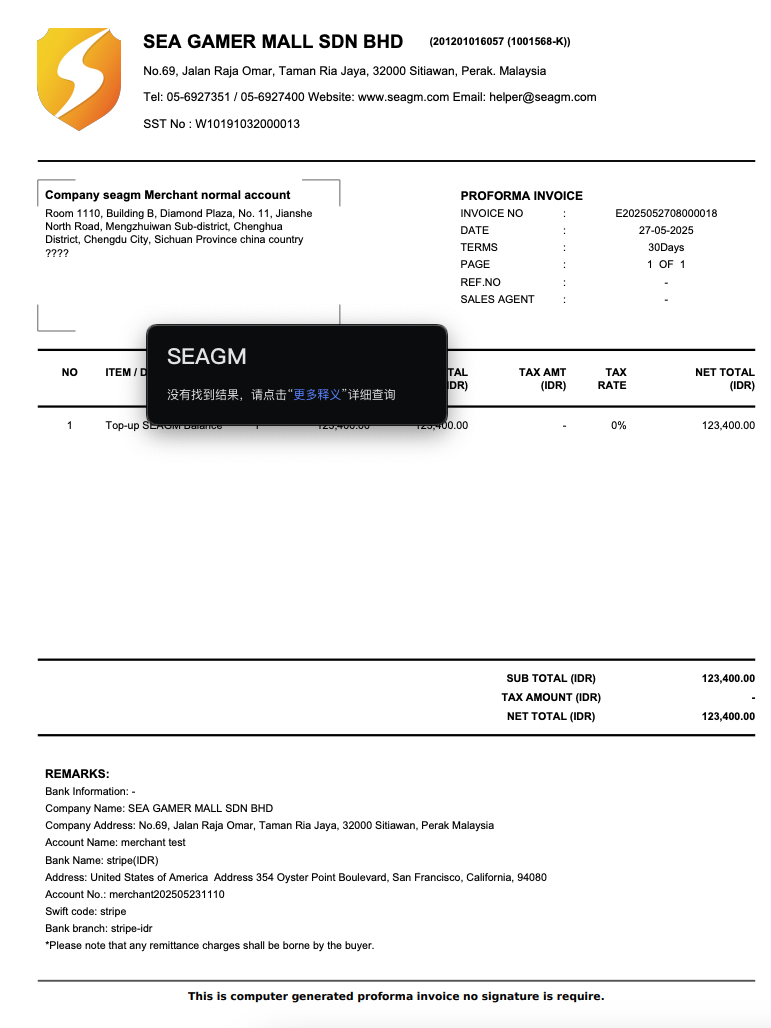 SEA GAMER MALL SDN BHD (201201016057 (1001568-K))
No.69, Jalan Raja Omar, Taman Ria Jaya, 32000 Sitiawan, Perak. Malaysia
Tel: 05-6927351 / 05-6927400 Website: www.seagm.com Email: helper@seagm.com
SST No : W10191032000013
Company seagm Merchant normal account
Room 1110, Building B, Diamond Plaza, No. 11, Jianshe
North Road, Mengzhuiwan Sub-district, Chenghua
District, Chengdu City, Sichuan Province china country
????
PROFORMA INVOICE
INVOICE NO : E2025052708000018
DATE : 27-05-2025
TERMS : 30Days
PAGE : 1 OF 1
REF.NO : -
SALES AGENT : -
SEAGM
没有找到结果，请点击“更多释义”详细查询
NO ITEM / TAX AMT TAX NET TOTAL
(IDR) RATE (IDR)
1 Top-up SEAGM Balance 1 123,400.00 123,400.00 - 0% 123,400.00
SUB TOTAL (IDR) 123,400.00
TAX AMOUNT (IDR) -
NET TOTAL (IDR) 123,400.00
REMARKS:
Bank Information: -
Company Name: SEA GAMER MALL SDN BHD
Company Address: No.69, Jalan Raja Omar, Taman Ria Jaya, 32000 Sitiawan, Perak Malaysia
Account Name: merchant test
Bank Name: stripe(IDR)
Address: United States of America Address 354 Oyster Point Boulevard, San Francisco, California, 94080
Account No.: merchant202505231110
Swift code: stripe
Bank branch: stripe-idr
*Please note that any remittance charges shall be borne by the buyer.
This is computer generated proforma invoice no signature is require.